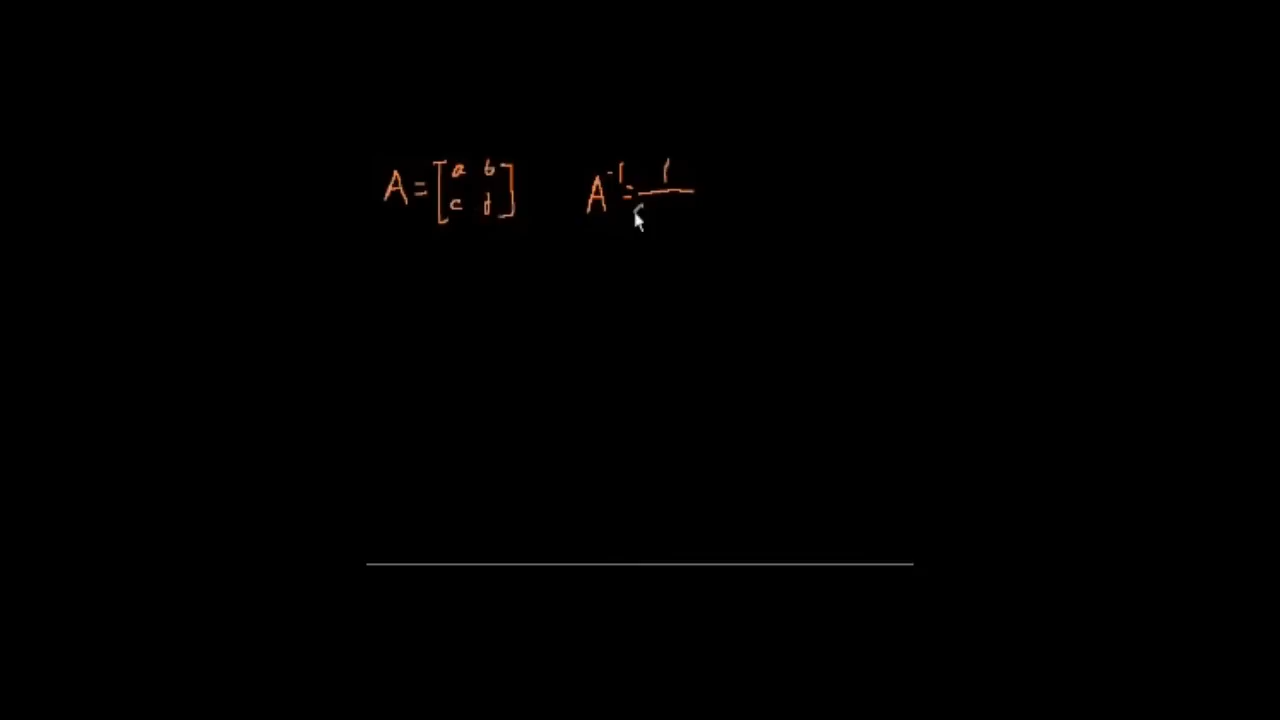 A = [a b
c d] A⁻¹ = 1/